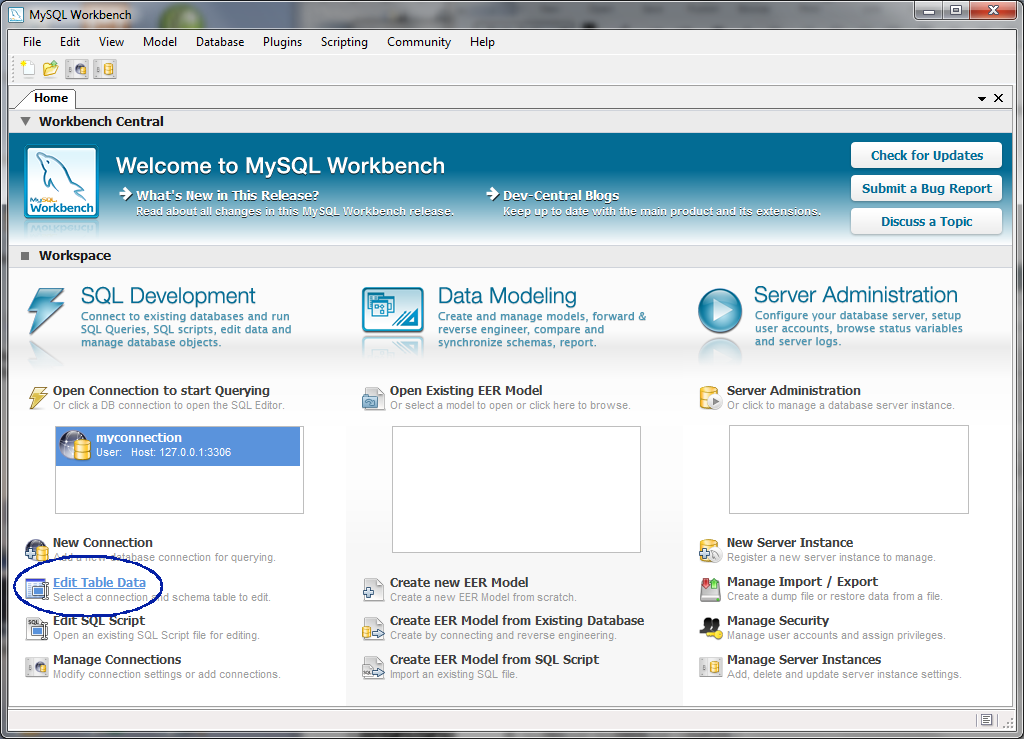 MySQL Workbench
File Edit View Model Database Plugins Scripting Community Help
Home
Workbench Central
Welcome to MySQL Workbench
What's New in This Release?
Read about all changes in this MySQL Workbench release.
Dev-Central Blogs
Keep up to date with the main product and its extensions.
Check for Updates
Submit a Bug Report
Discuss a Topic
MySQL
Workbench
Workspace
SQL Development
Connect to existing databases and run
SQL Queries, SQL scripts, edit data and
manage database objects.
Open Connection to start Querying
Or click a DB connection to open the SQL Editor.
myconnection
User: Host: 127.0.0.1:3306
New Connection
Add a new database connection for querying.
Edit Table Data
Select a connection and schema table to edit.
SQL
Edit SQL Script
Open an existing SQL Script file for editing.
Manage Connections
Modify connection settings or add connections.
Data Modeling
Create and manage models, forward &
reverse engineer, compare and
synchronize schemas, report.
Open Existing EER Model
Or select a model to open or click here to browse.
Create new EER Model
Create a new EER Model from scratch.
Create EER Model from Existing Database
Create by connecting and reverse engineering.
SQL
Create EER Model from SQL Script
Import an existing SQL file.
Server Administration
Configure your database server, setup
user accounts, browse status variables
and server logs.
Server Administration
Or click to manage a database server instance.
New Server Instance
Register a new server instance to manage.
Manage Import / Export
Create a dump file or restore data from a file.
Manage Security
Manage user accounts and assign privileges.
Manage Server Instances
Add, delete and update server instance settings.